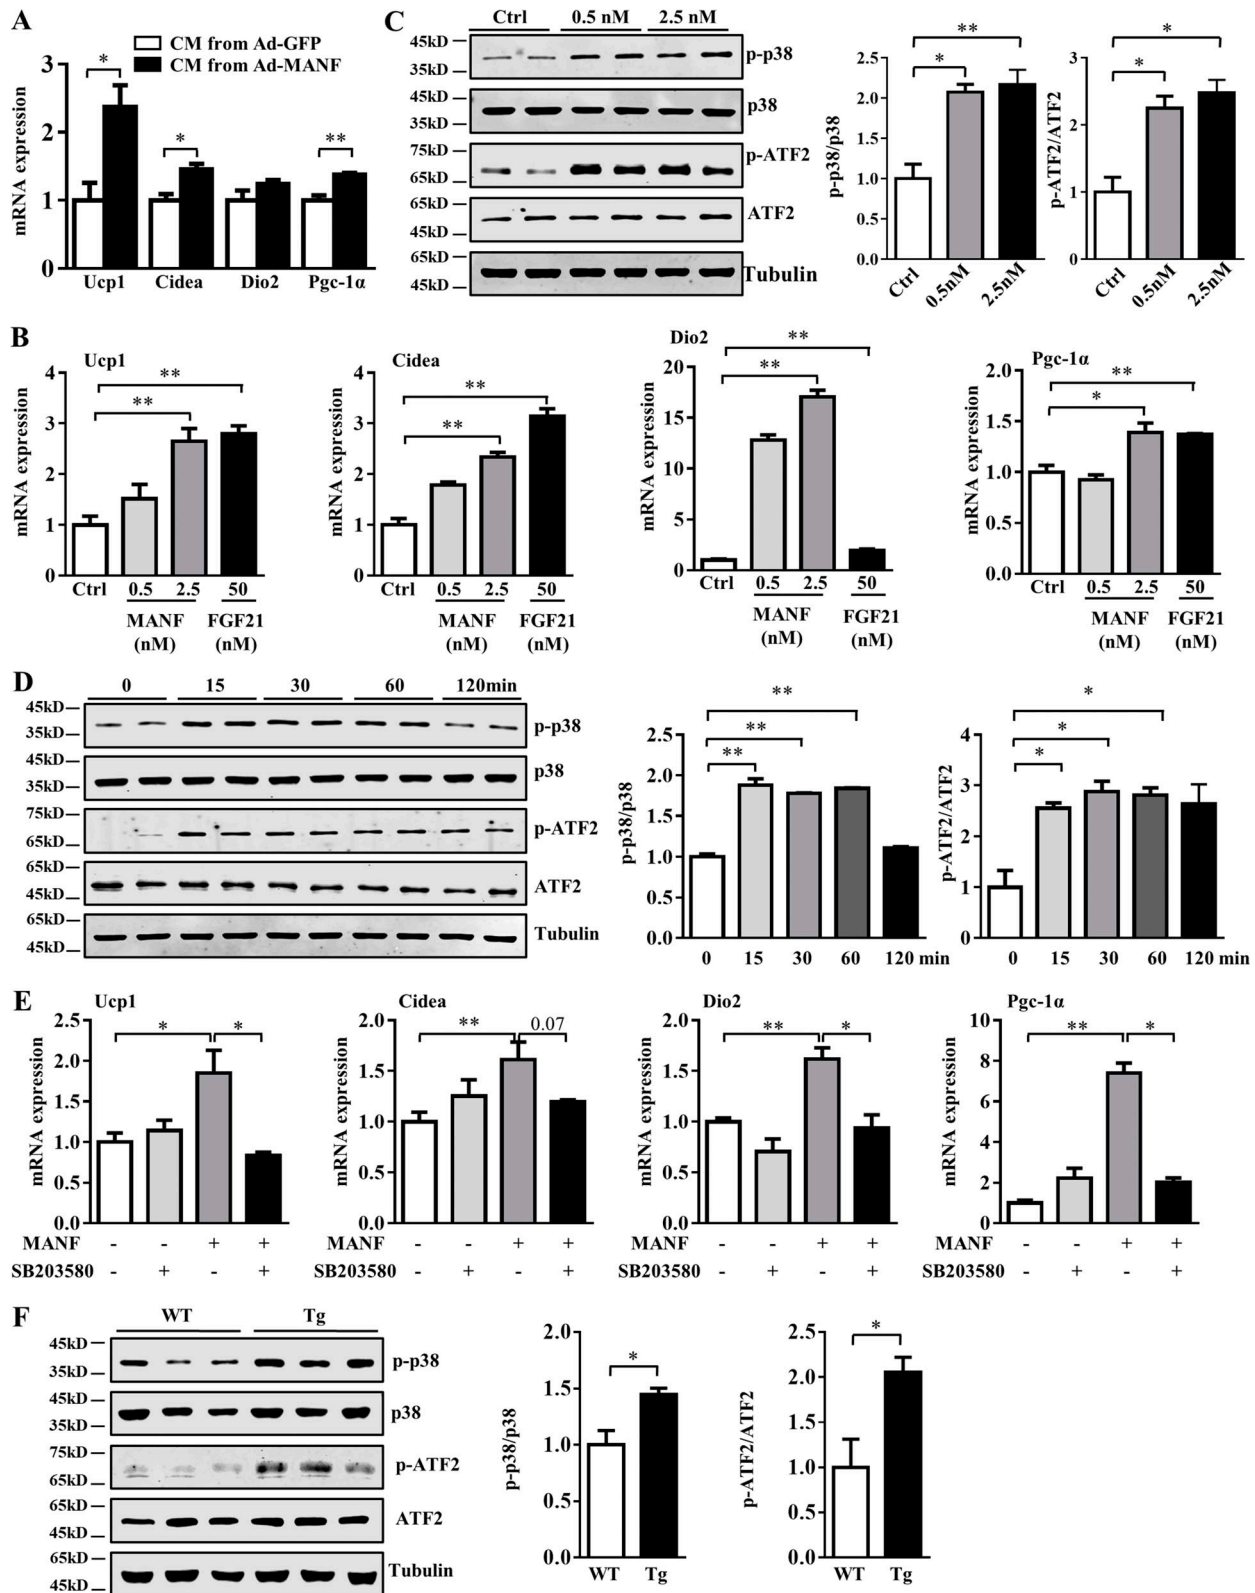 A
CM from Ad-GFP
CM from Ad-MANF
mRNA expression
3
2
1
0
*
*
**
Ucp1 Cidea Dio2 Pgc-1α
C
Ctrl 0.5 nM 2.5 nM
45kD
35kD
p-p38
45kD
35kD
p38
75kD
65kD
p-ATF2
65kD
45kD
ATF2
65kD
45kD
Tubulin
p-p38/p38
2.5
2.0
1.5
1.0
0.5
0.0
**
*
Ctrl 0.5nM 2.5nM
p-ATF2/ATF2
3
2
1
0
*
*
Ctrl 0.5nM 2.5nM
B
Ucp1
mRNA expression
4
3
2
1
0
**
**
Ctrl 0.5 2.5 50
MANF FGF21
(nM) (nM)
Cidea
mRNA expression
4
3
2
1
0
**
**
Ctrl 0.5 2.5 50
MANF FGF21
(nM) (nM)
Dio2
mRNA expression
20
15
10
5
0
**
**
Ctrl 0.5 2.5 50
MANF FGF21
(nM) (nM)
Pgc-1α
mRNA expression
2.0
1.5
1.0
0.5
0.0
**
*
Ctrl 0.5 2.5 50
MANF FGF21
(nM) (nM)
D
0 15 30 60 120min
45kD
35kD
p-p38
45kD
35kD
p38
75kD
65kD
p-ATF2
65kD
45kD
ATF2
65kD
45kD
Tubulin
p-p38/p38
2.5
2.0
1.5
1.0
0.5
0.0
**
**
**
0 15 30 60 120 min
p-ATF2/ATF2
4
3
2
1
0
*
*
*
0 15 30 60 120 min
E
Ucp1
mRNA expression
2.5
2.0
1.5
1.0
0.5
0.0
* *
MANF - - + +
SB203580 - + - +
Cidea
mRNA expression
2.0
1.5
1.0
0.5
0.0
** 0.07
MANF - - + +
SB203580 - + - +
Dio2
mRNA expression
2.0
1.5
1.0
0.5
0.0
** *
MANF - - + +
SB203580 - + - +
Pgc-1α
mRNA expression
10
8
6
4
2
0
** *
MANF - - + +
SB203580 - + - +
F
WT Tg
45kD
35kD
p-p38
45kD
35kD
p38
75kD
65kD
p-ATF2
65kD
45kD
ATF2
65kD
45kD
Tubulin
p-p38/p38
2.0
1.5
1.0
0.5
0.0
*
WT Tg
p-ATF2/ATF2
2.5
2.0
1.5
1.0
0.5
0.0
*
WT Tg